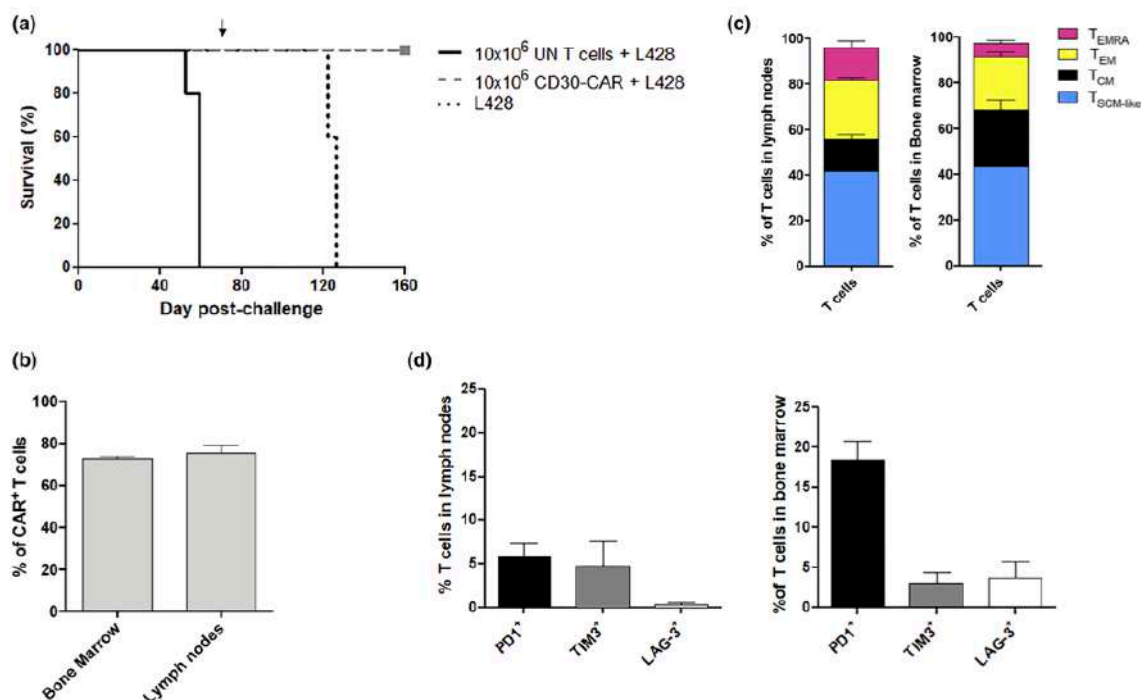 (a)
100
80
60
40
20
0
Survival (%)
0 40 80 120 160
Day post-challenge
10x10⁶ UN T cells + L428
10x10⁶ CD30-CAR + L428
L428
(c)
100
80
60
40
20
0
% of T cells in lymph nodes
T cells
100
80
60
40
20
0
% of T cells in Bone marrow
T cells
T_EMRA
T_EM
T_CM
T_SCM-like
(b)
100
80
60
40
20
0
% of CAR⁺ T cells
Bone Marrow
Lymph nodes
(d)
25
20
15
10
5
0
% T cells in lymph nodes
PD1⁺
TIM3⁺
LAG-3⁺
25
20
15
10
5
0
%of T cells in bone marrow
PD1⁺
TIM3⁺
LAG-3⁺